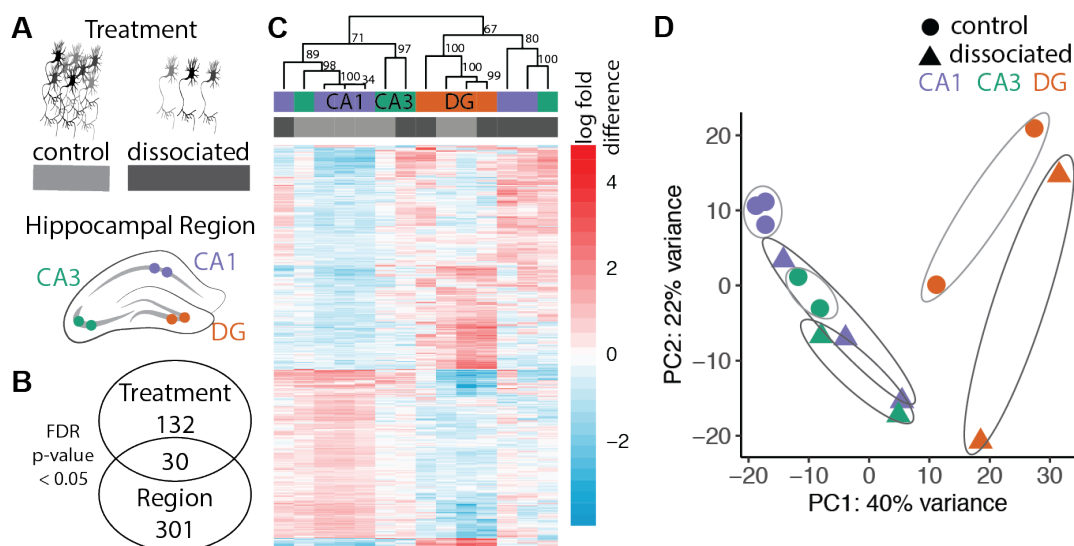 A
Treatment
control
dissociated
Hippocampal Region
CA1
CA3
DG
B
Treatment
132
FDR
p-value
< 0.05
30
Region
301
C
71
67
89
97
100
80
98
100
100
100
34
99
CA1
CA3
DG
log fold
difference
4
2
0
−2
D
control
dissociated
CA1 CA3 DG
PC2: 22% variance
20
10
0
−10
−20
−20 −10 0 10 20 30
PC1: 40% variance